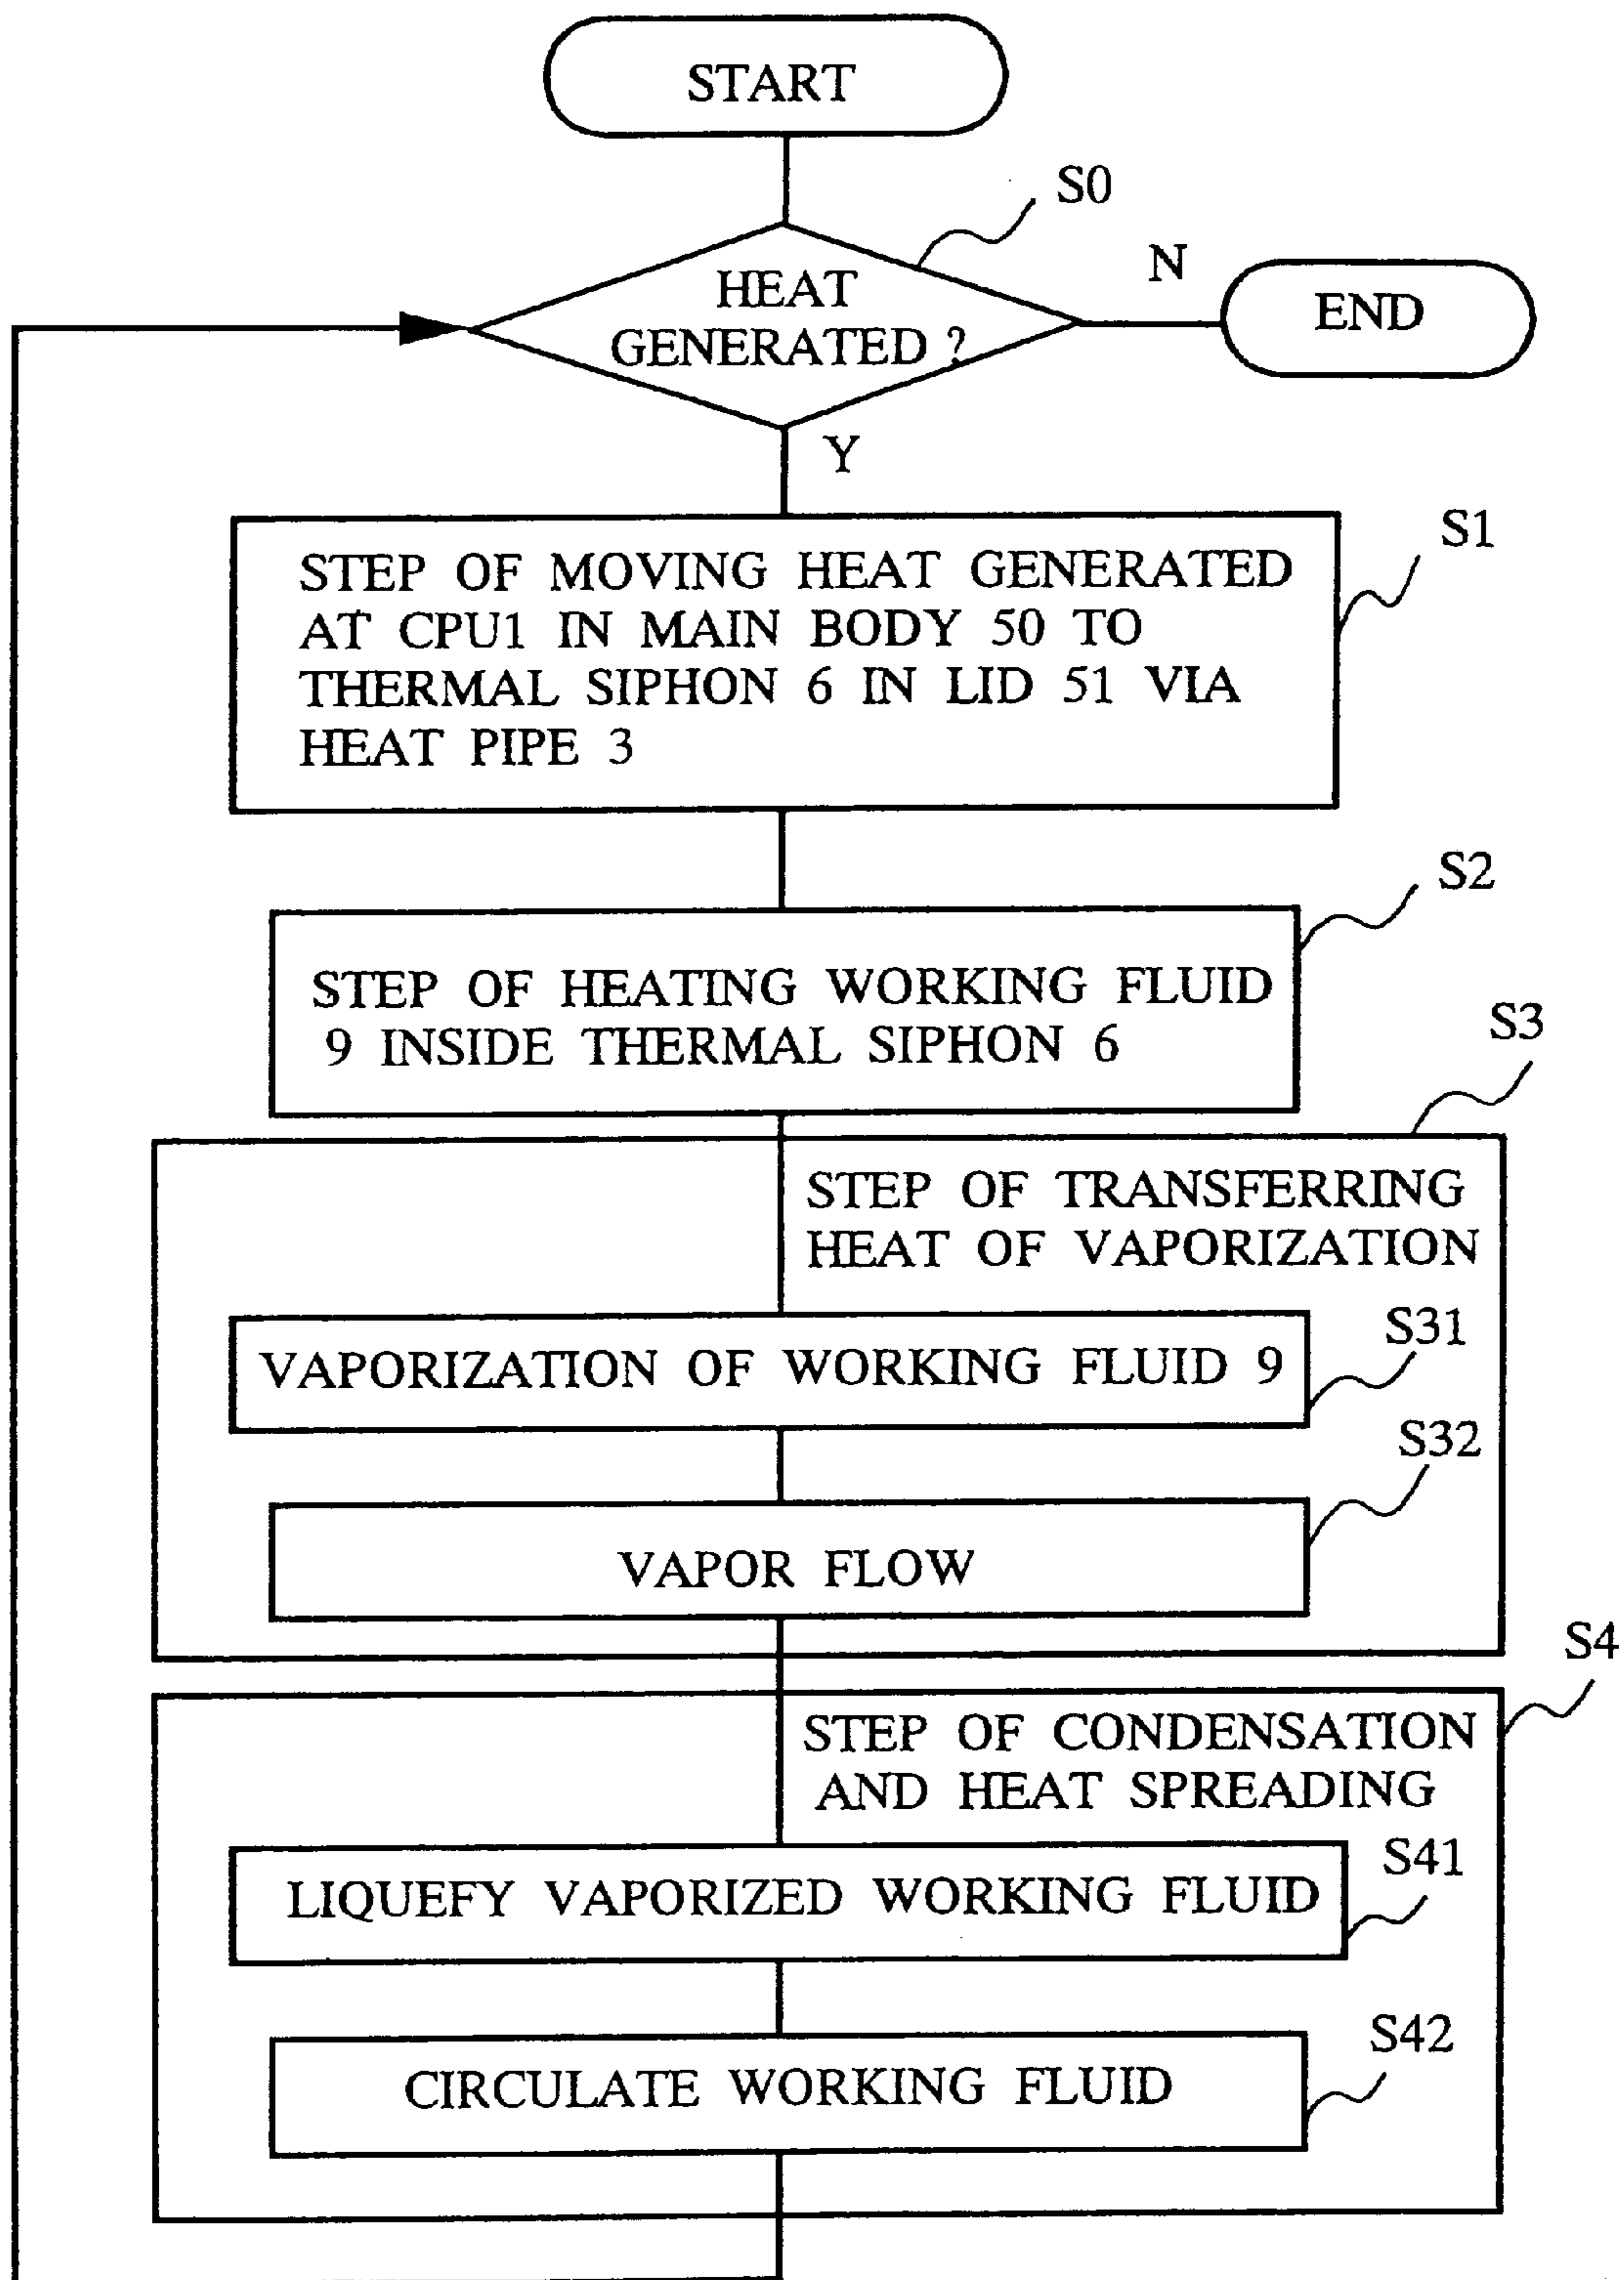 START
S0
HEAT
GENERATED ?
N
END
Y
S1
STEP OF MOVING HEAT GENERATED
AT CPU1 IN MAIN BODY 50 TO
THERMAL SIPHON 6 IN LID 51 VIA
HEAT PIPE 3
S2
STEP OF HEATING WORKING FLUID
9 INSIDE THERMAL SIPHON 6
S3
STEP OF TRANSFERRING
HEAT OF VAPORIZATION
S31
VAPORIZATION OF WORKING FLUID 9
S32
VAPOR FLOW
S4
STEP OF CONDENSATION
AND HEAT SPREADING
S41
LIQUEFY VAPORIZED WORKING FLUID
S42
CIRCULATE WORKING FLUID